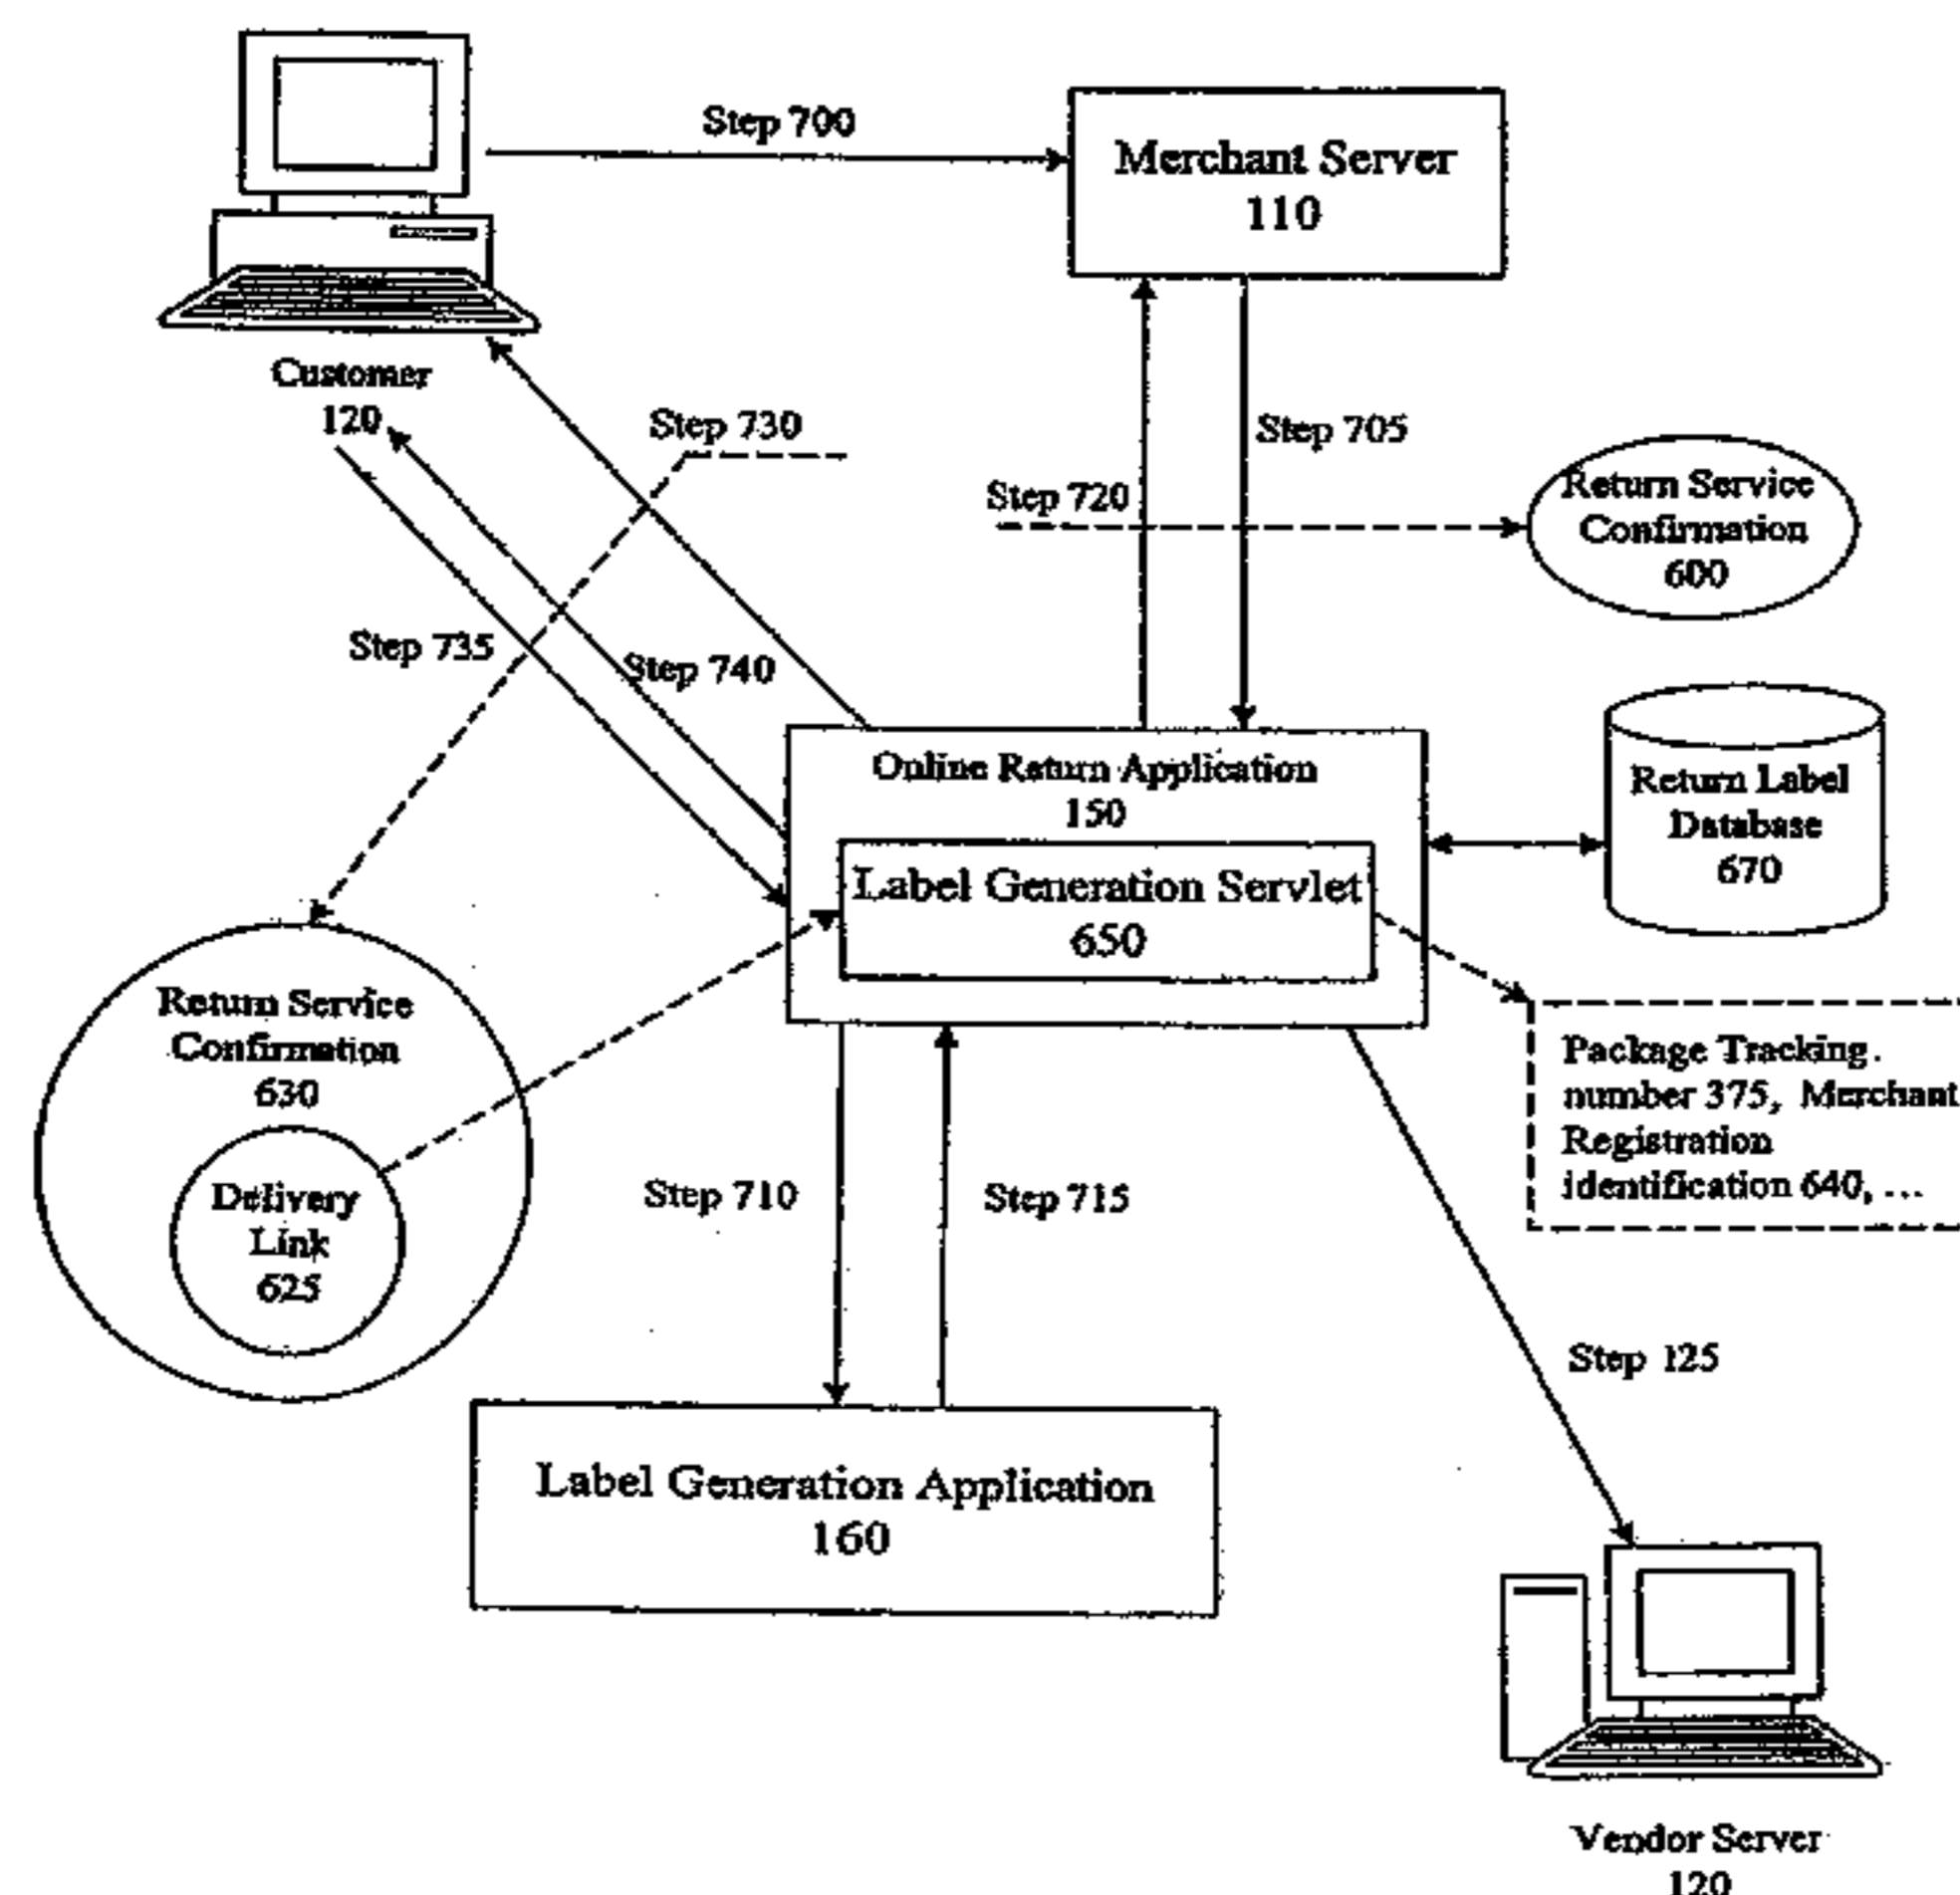 Step 700
Merchant Server
110
Customer
120
Step 730
Step 705
Step 720
Return Service
Confirmation
600
Step 735
Step 740
Online Return Application
150
Return Label
Database
670
Label Generation Servlet
650
Return Service
Confirmation
630
Package Tracking.
number 375, Merchant
Registration
identification 640, ...
Delivery
Link
625
Step 710
Step 715
Step 125
Label Generation Application
160
Vendor Server
120